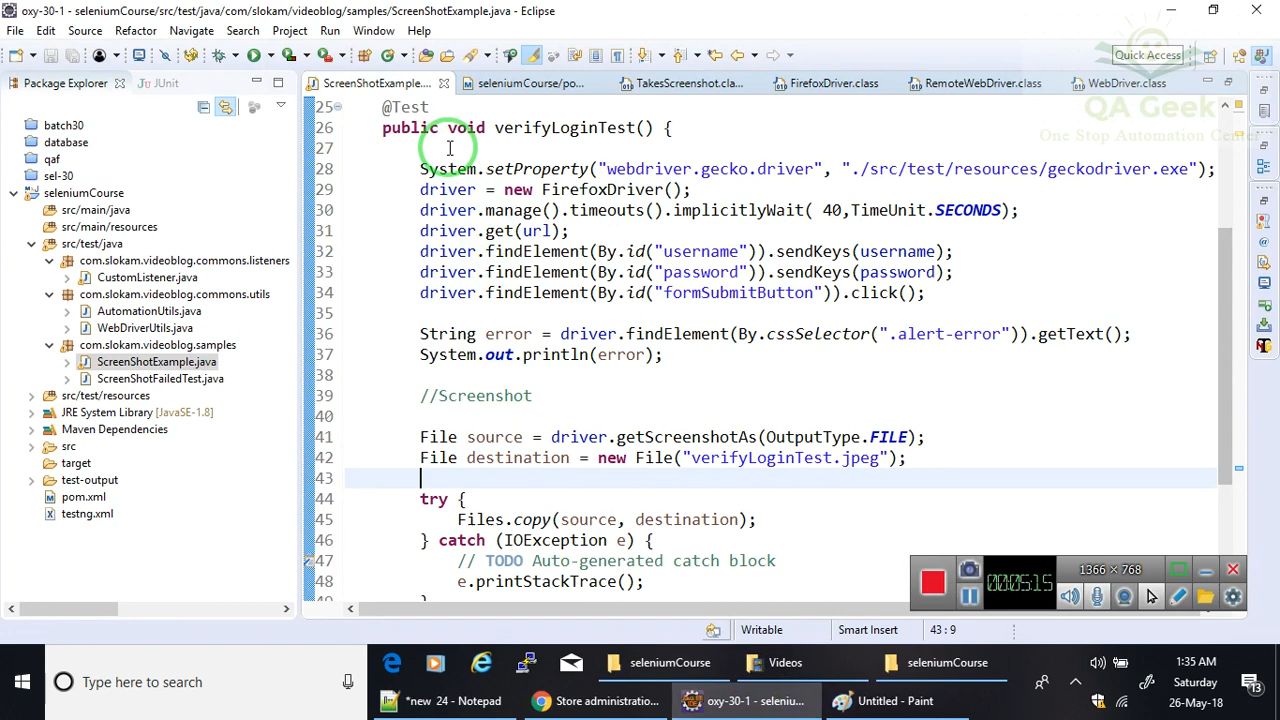 oxy-30-1 - seleniumCourse/src/test/java/com/slokam/videoblog/samples/ScreenShotExample.java - Eclipse
File Edit Source Refactor Navigate Search Project Run Window Help
Quick Access
Package Explorer JUnit
ScreenShotExample.... seleniumCourse/po... TakesScreenshot.cla... FirefoxDriver.class RemoteWebDriver.class WebDriver.class
QA Geek
One Stop Automation Center
batch30
database
qaf
sel-30
seleniumCourse
src/main/java
src/main/resources
src/test/java
com.slokam.videoblog.commons.listeners
CustomListener.java
com.slokam.videoblog.commons.utils
AutomationUtils.java
WebDriverUtils.java
com.slokam.videoblog.samples
ScreenShotExample.java
ScreenShotFailedTest.java
src/test/resources
JRE System Library [JavaSE-1.8]
Maven Dependencies
src
target
test-output
pom.xml
testng.xml
25 @Test
26 public void verifyLoginTest() {
27
28 System.setProperty("webdriver.gecko.driver", "./src/test/resources/geckodriver.exe");
29 driver = new FirefoxDriver();
30 driver.manage().timeouts().implicitlyWait( 40,TimeUnit.SECONDS);
31 driver.get(url);
32 driver.findElement(By.id("username")).sendKeys(username);
33 driver.findElement(By.id("password")).sendKeys(password);
34 driver.findElement(By.id("formSubmitButton")).click();
35
36 String error = driver.findElement(By.cssSelector(".alert-error")).getText();
37 System.out.println(error);
38
39 //Screenshot
40
41 File source = driver.getScreenshotAs(OutputType.FILE);
42 File destination = new File("verifyLoginTest.jpeg");
43
44 try {
45 Files.copy(source, destination);
46 } catch (IOException e) {
47 // TODO Auto-generated catch block
48 e.printStackTrace();
00:05:15
1366 × 768
Writable Smart Insert 43 : 9
Type here to search
seleniumCourse Videos seleniumCourse
*new 24 - Notepad Store administratio... oxy-30-1 - seleniu... Untitled - Paint
1:35 AM
Saturday
26-May-18
13